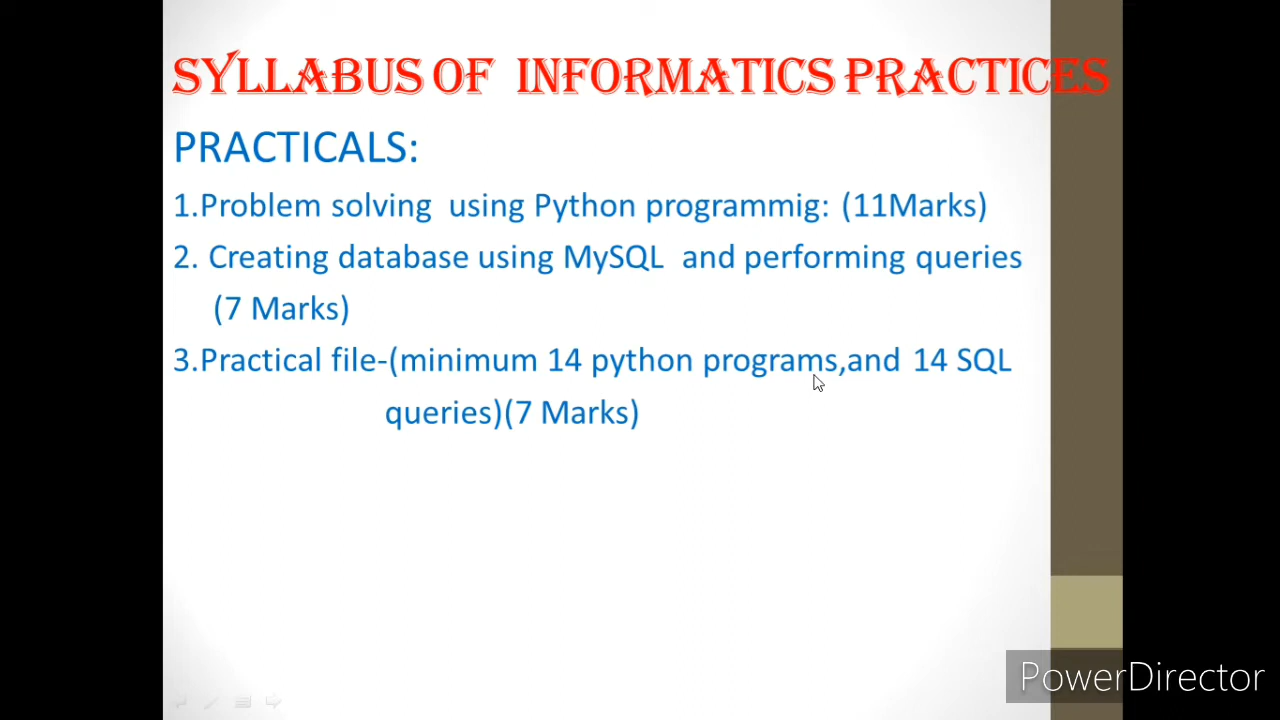 SYLLABUS OF INFORMATICS PRACTICES
PRACTICALS:
1.Problem solving using Python programmig: (11Marks)
2. Creating database using MySQL and performing queries
(7 Marks)
3.Practical file-(minimum 14 python programs,and 14 SQL
queries)(7 Marks)
PowerDirector